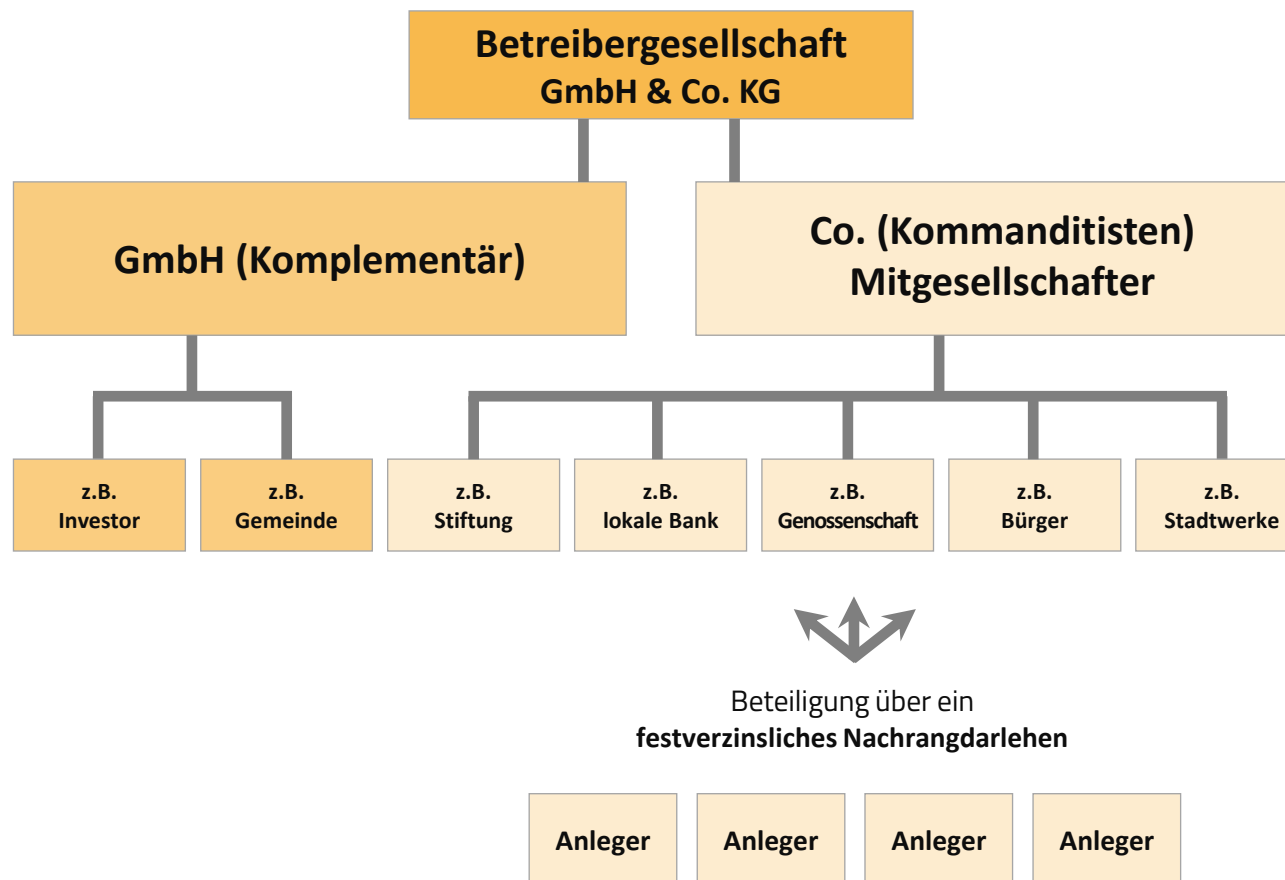 Betreibergesellschaft
GmbH & Co. KG
GmbH (Komplementär)
Co. (Kommanditisten)
Mitgesellschafter
z.B.
Investor
z.B.
Gemeinde
z.B.
Stiftung
z.B.
lokale Bank
z.B.
Genossenschaft
z.B.
Bürger
z.B.
Stadtwerke
Beteiligung über ein
festverzinsliches Nachrangdarlehen
Anleger
Anleger
Anleger
Anleger